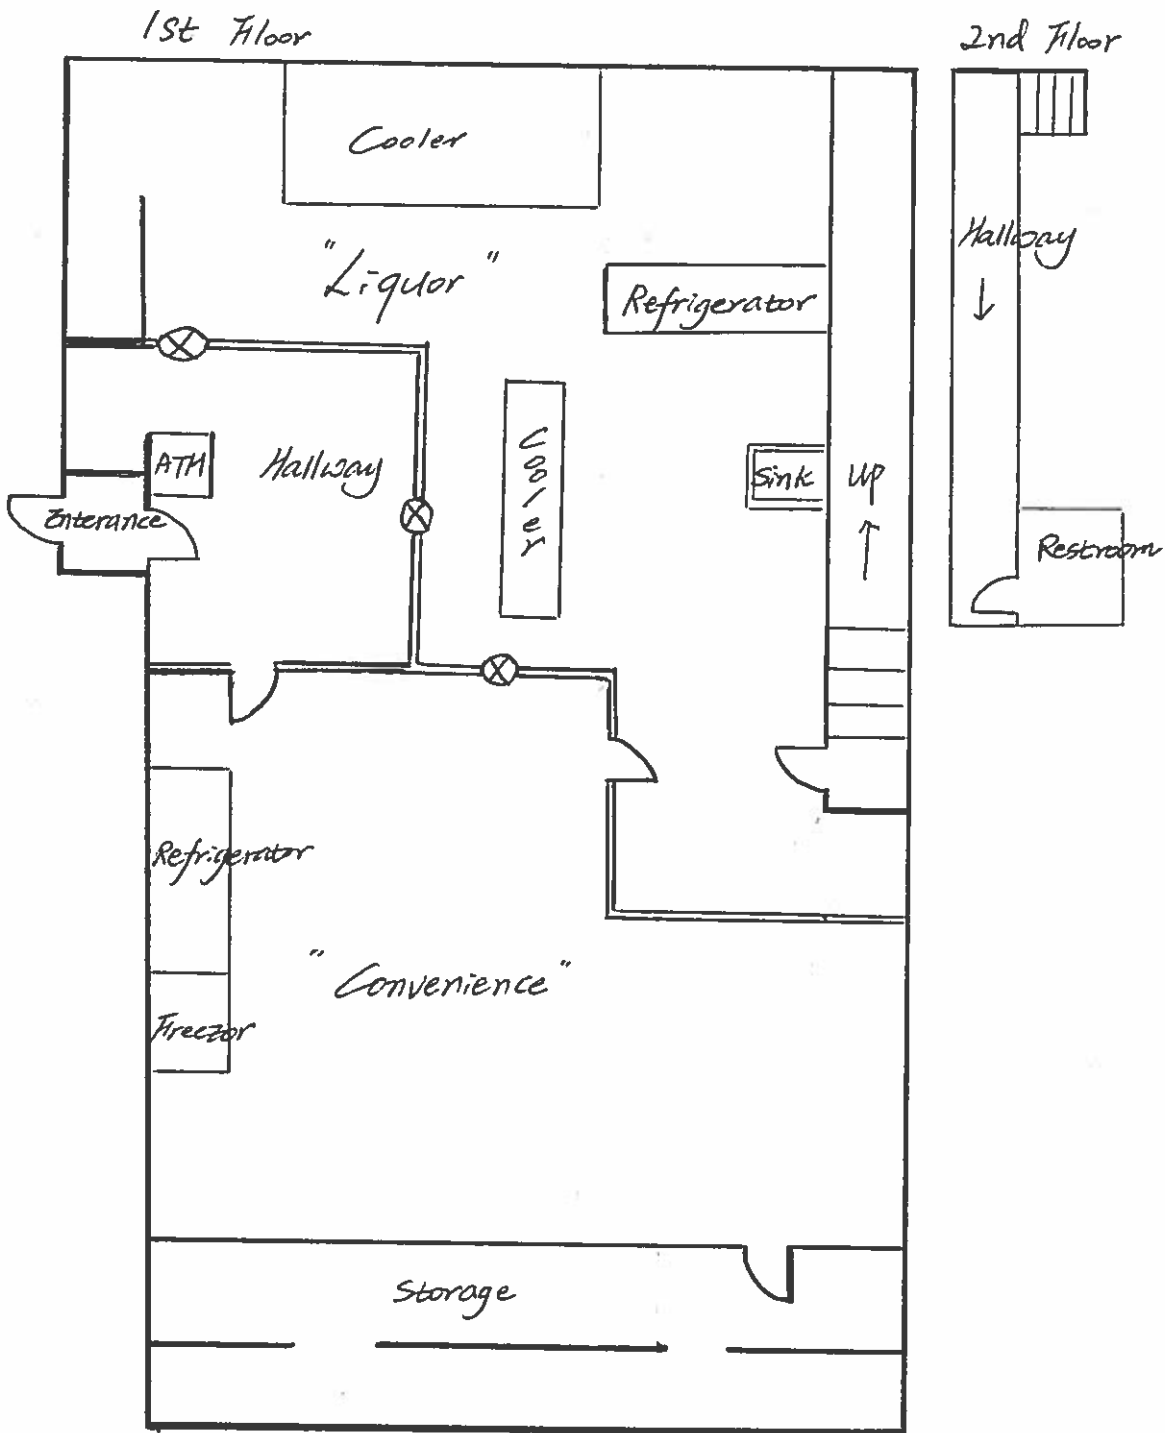 1st Floor
2nd Floor
Cooler
"Liquor"
Refrigerator
Hallway
ATM
Hallway
Cooler
Sink
UP
Enterance
Restroom
Refrigerator
"Convenience"
Freezor
Storage